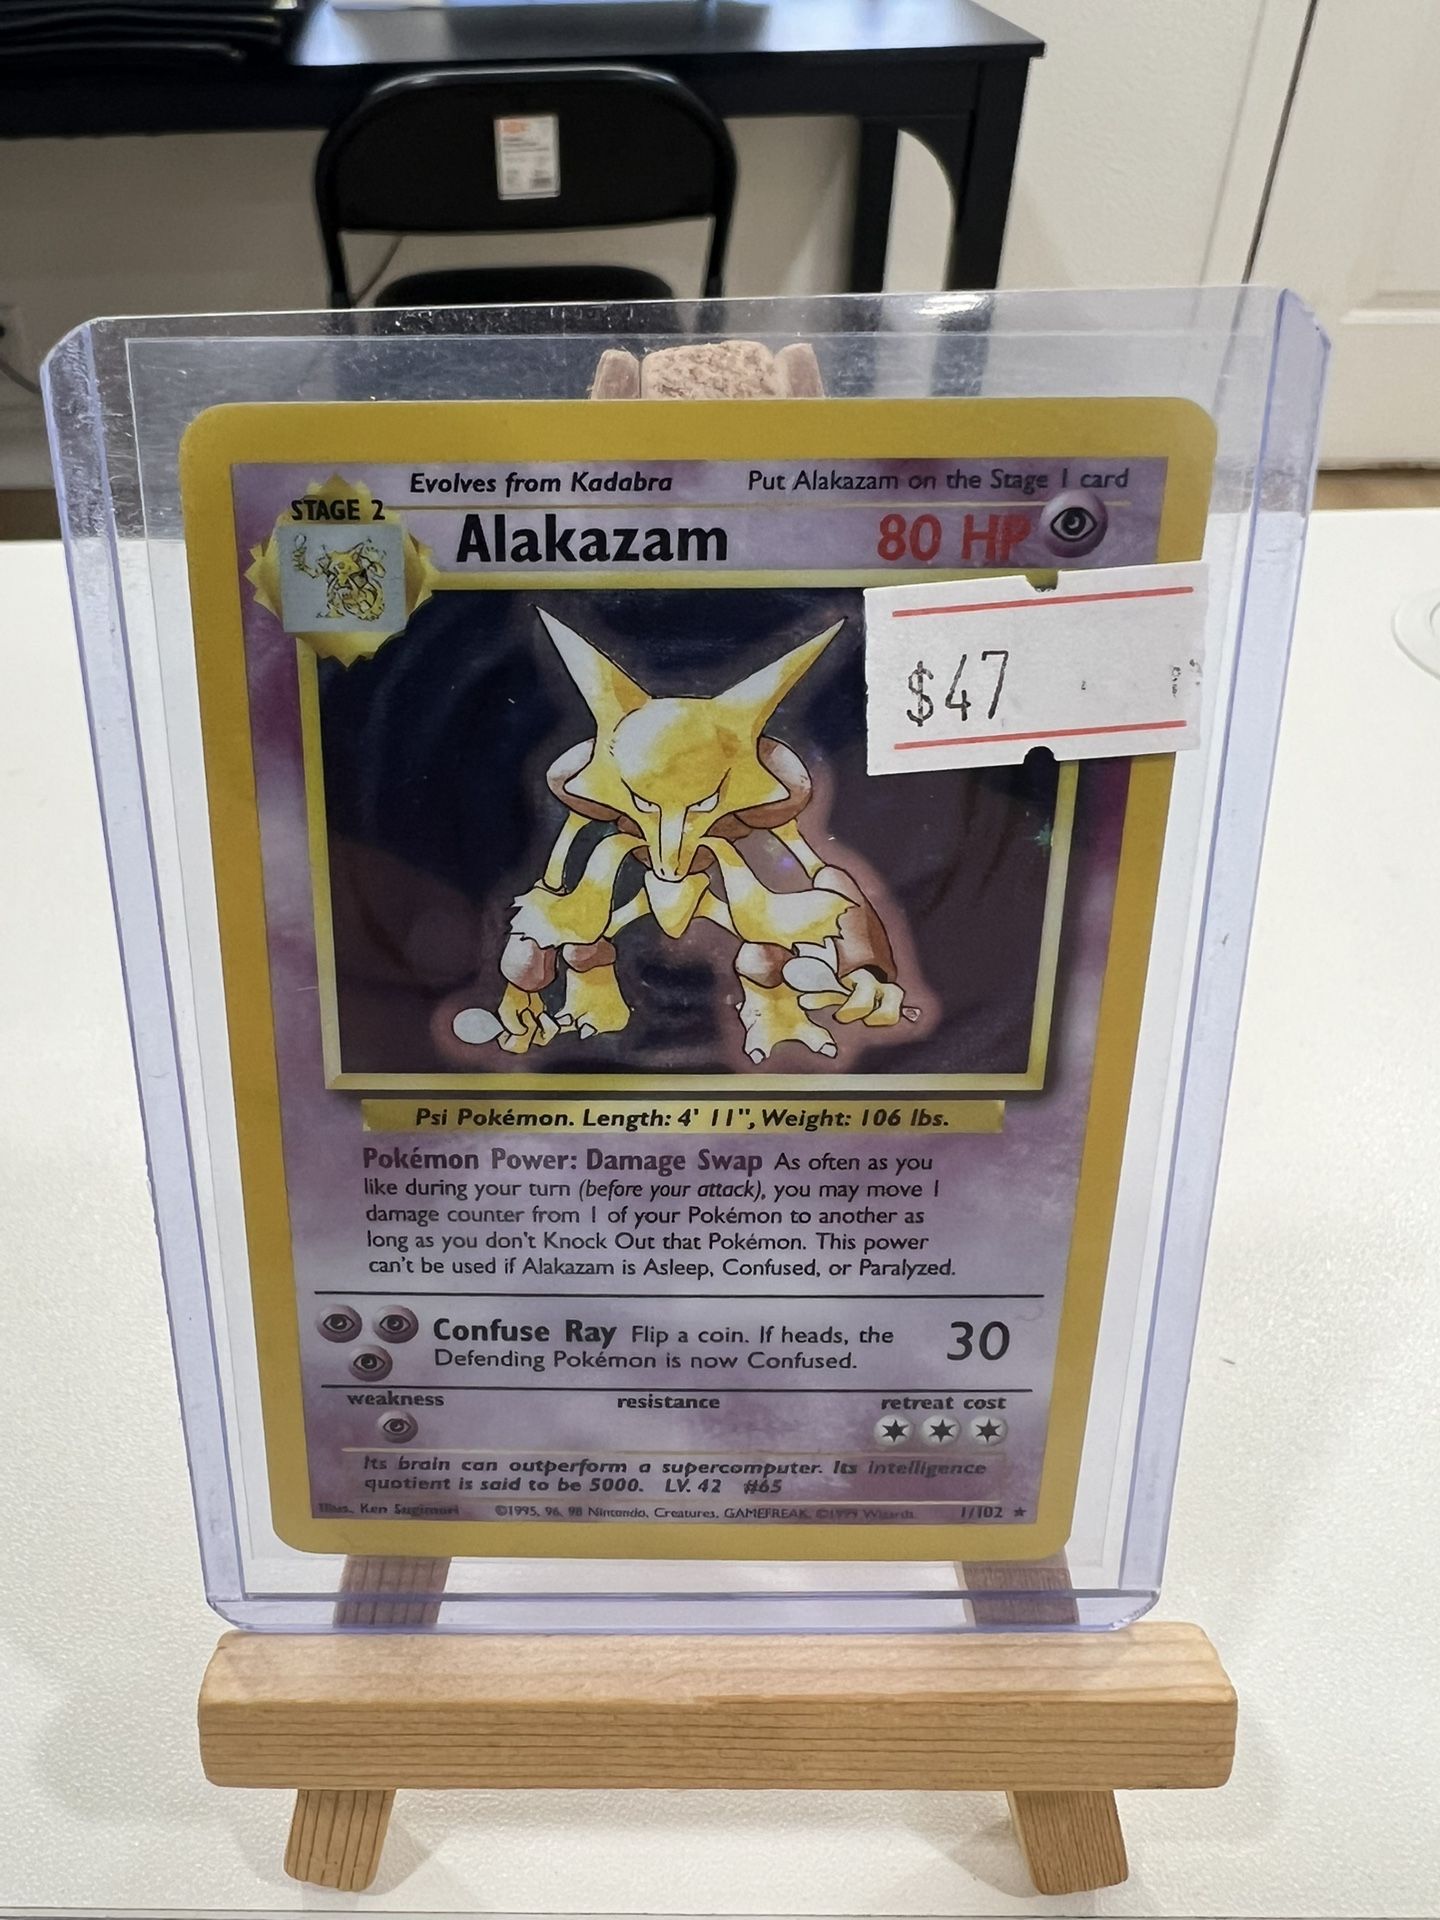 Evolves from Kadabra Put Alakazam on the Stage 1 card
STAGE 2
Alakazam 80 HP
$47
Psi Pokémon. Length: 4' 11", Weight: 106 lbs.
Pokémon Power: Damage Swap As often as you
like during your turn (before your attack), you may move 1
damage counter from 1 of your Pokémon to another as
long as you don't Knock Out that Pokémon. This power
can't be used if Alakazam is Asleep, Confused, or Paralyzed.
Confuse Ray Flip a coin. If heads, the
Defending Pokémon is now Confused.
30
weakness resistance retreat cost
Its brain can outperform a supercomputer. Its intelligence
quotient is said to be 5000. LV. 42 #65
Illus. Ken Sugimori ©1995, 96, 98 Nintendo, Creatures, GAMEFREAK. ©1999 Wizards. 1/102